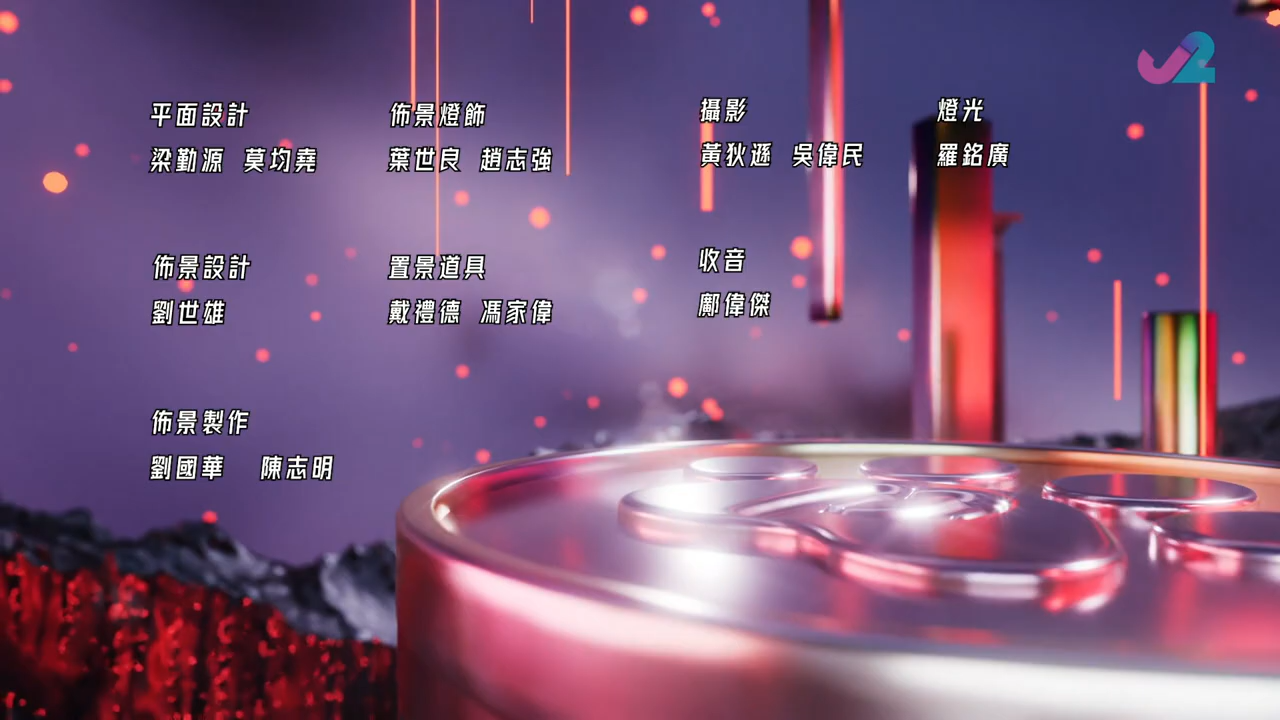 平面設計
梁勤源 莫均堯
佈景燈飾
葉世良 趙志強
攝影
黃狄遜 吳偉民
燈光
羅銘廣
佈景設計
劉世雄
置景道具
戴禮德 馮家偉
收音
鄺偉傑
佈景製作
劉國華 陳志明
J2